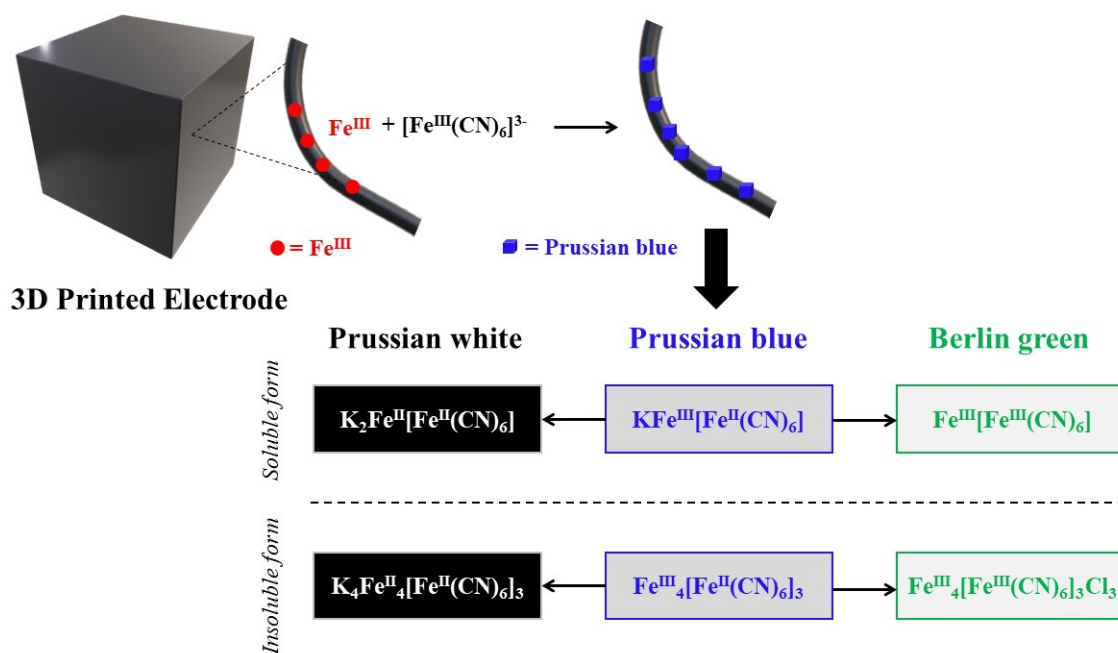 Fe^III + [Fe^III(CN)₆]³⁻
= Fe^III
= Prussian blue
3D Printed Electrode
Prussian white
Prussian blue
Berlin green
Soluble form
K₂Fe^II[Fe^II(CN)₆]
KFe^III[Fe^II(CN)₆]
Fe^III[Fe^III(CN)₆]
Insoluble form
K₄Fe^II₄[Fe^II(CN)₆]₃
Fe^III₄[Fe^II(CN)₆]₃
Fe^III₄[Fe^III(CN)₆]₃Cl₃